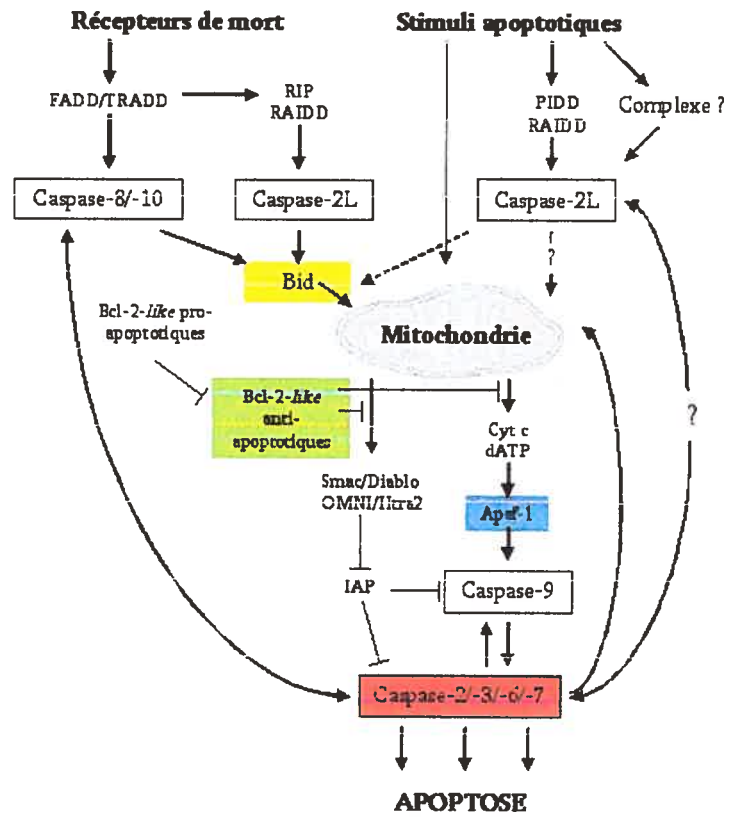 Récepteurs de mort
Stimuli apoptotiques
FADD/TRADD
RIP
RAIDD
PIDD
RAIDD
Complexe ?
Caspase-8/-10
Caspase-2L
Caspase-2L
?
Bid
Bcl-2-like pro-
apoptotiques
Mitochondrie
Bcl-2-like
anti-
apoptotiques
?
Cyt c
dATP
Smac/Diablo
OMNI/Htra2
Apaf-1
IAP
Caspase-9
Caspase-2/-3/-6/-7
APOPTOSE